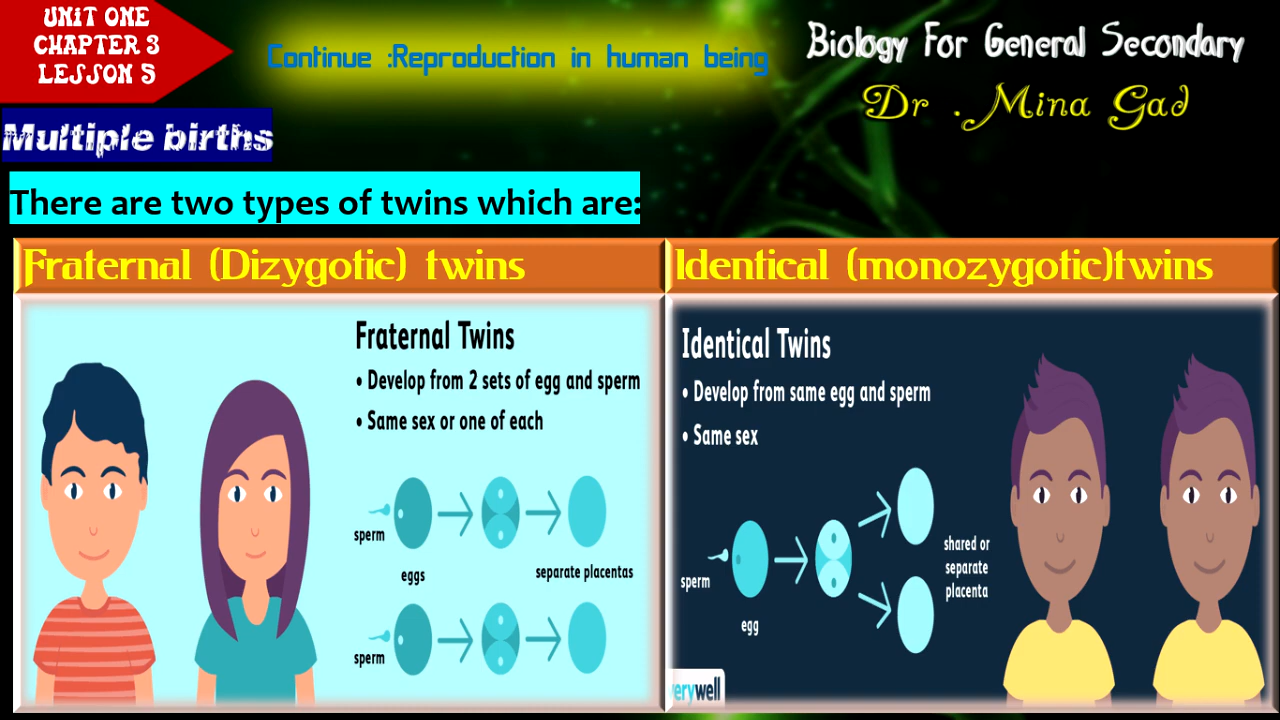 UNIT ONE
CHAPTER 3
LESSON 5
Continue :Reproduction in human being
Biology For General Secondary
Dr .Mina Gad
Multiple births
There are two types of twins which are:
Fraternal (Dizygotic) twins
Identical (monozygotic)twins
Fraternal Twins
• Develop from 2 sets of egg and sperm
• Same sex or one of each
sperm
eggs
separate placentas
sperm
Identical Twins
• Develop from same egg and sperm
• Same sex
sperm
egg
shared or
separate
placenta
erywell